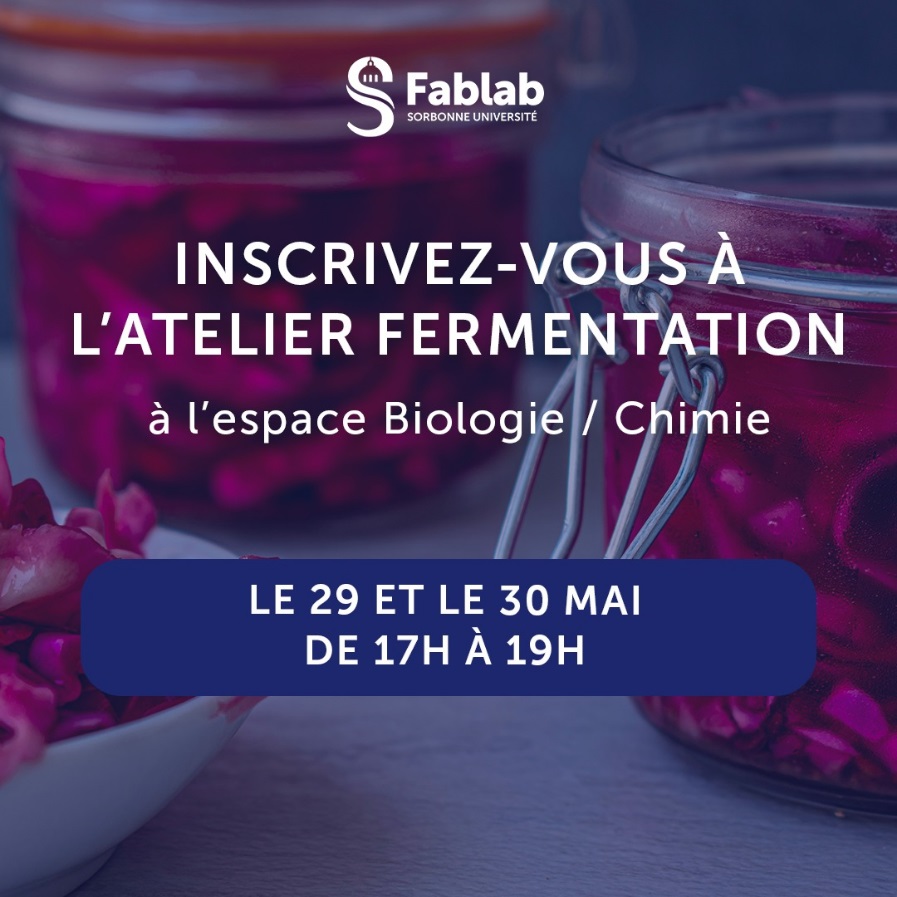 Fablab
SORBONNE UNIVERSITÉ
INSCRIVEZ-VOUS À
L’ATELIER FERMENTATION
à l’espace Biologie / Chimie
LE 29 ET LE 30 MAI
DE 17H À 19H